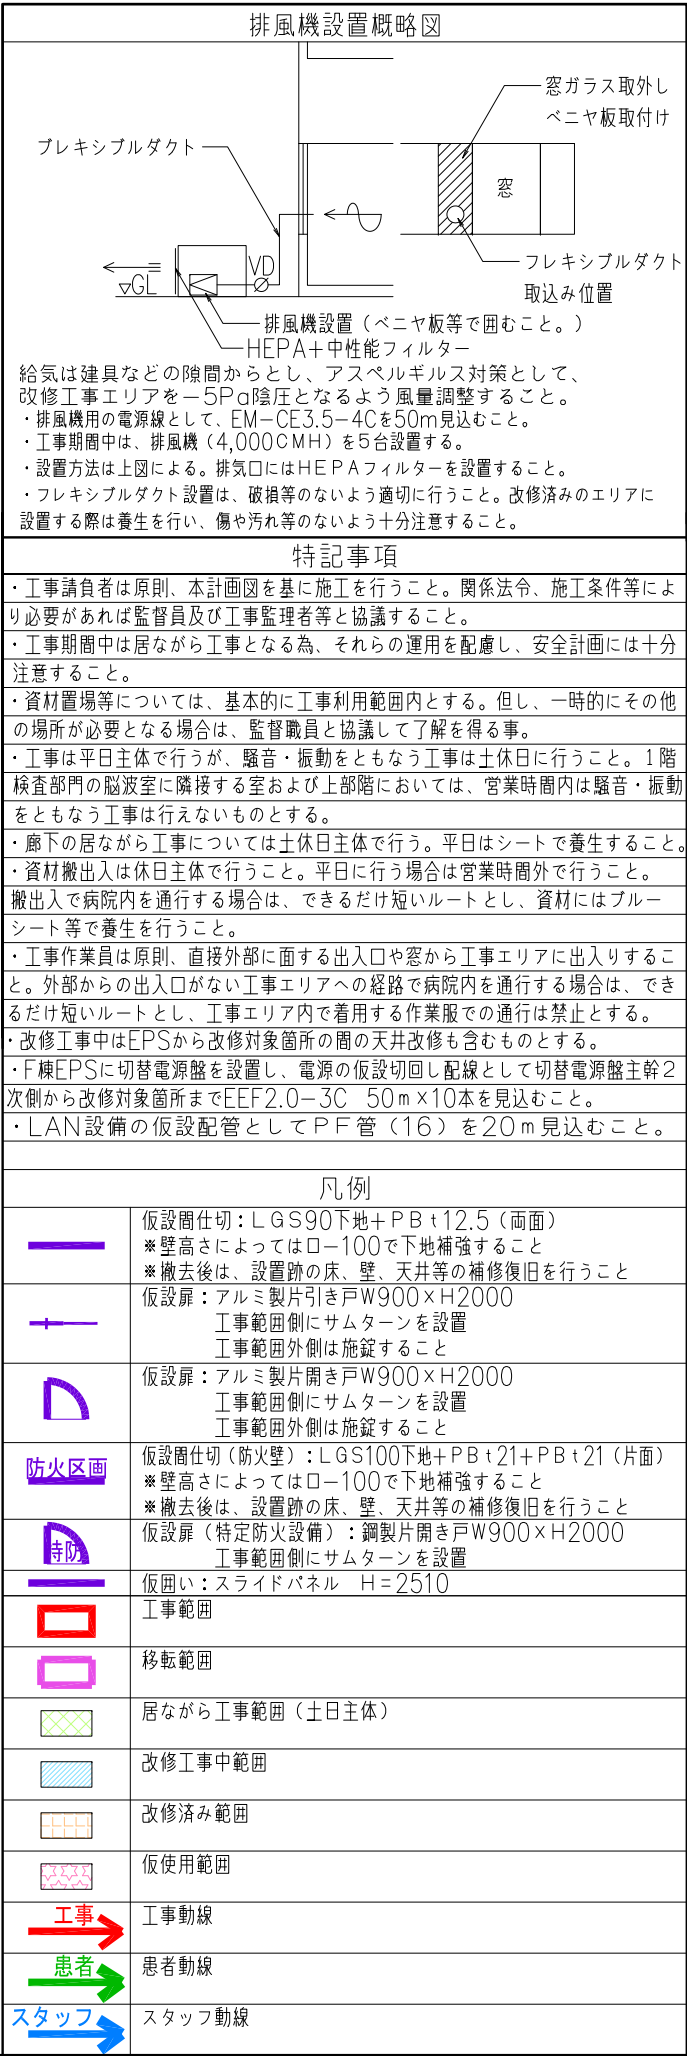 排風機設置概略図
窓ガラス取外し
ベニヤ板取付け
ブレキシブルダクト
窓
フレキシブルダクト
取込み位置
VD
▽GL
排風機設置（ベニヤ板等で囲むこと。）
HEPA＋中性能フィルター
給気は建具などの隙間からとし、アスペルギルス対策として、
改修工事エリアを－5Pa陰圧となるよう風量調整すること。
・排風機用の電源線として、EM－CE3.5－4Cを50m見込むこと。
・工事期間中は、排風機（4,000CMH）を5台設置する。
・設置方法は上図による。排気口にはHEPAフィルターを設置すること。
・フレキシブルダクト設置は、破損等のないよう適切に行うこと。改修済みのエリアに
設置する際は養生を行い、傷や汚れ等のないよう十分注意すること。
特記事項
・工事請負者は原則、本計画図を基に施工を行うこと。関係法令、施工条件等によ
り必要があれば監督員及び工事監理者等と協議すること。
・工事期間中は居ながら工事となる為、それらの運用を配慮し、安全計画には十分
注意すること。
・資材置場等については、基本的に工事利用範囲内とする。但し、一時的にその他
の場所が必要となる場合は、監督職員と協議して了解を得る事。
・工事は平日主体で行うが、騒音・振動をともなう工事は土休日に行うこと。1階
検査部門の脳波室に隣接する室および上部階においては、営業時間内は騒音・振動
をともなう工事は行えないものとする。
・廊下の居ながら工事については土休日主体で行う。平日はシートで養生すること。
・資材搬出入は休日主体で行うこと。平日に行う場合は営業時間外で行うこと。
搬出入で病院内を通行する場合は、できるだけ短いルートとし、資材にはブルー
シート等で養生を行うこと。
・工事作業員は原則、直接外部に面する出入口や窓から工事エリアに出入りするこ
と。外部からの出入口がない工事エリアへの経路で病院内を通行する場合は、でき
るだけ短いルートとし、工事エリア内で着用する作業服での通行は禁止とする。
・改修工事中はEPSから改修対象箇所の間の天井改修も含むものとする。
・F棟EPSに切替電源盤を設置し、電源の仮設切回し配線として切替電源盤主幹2
次側から改修対象箇所までEEF2.0－3C　50m×10本を見込むこと。
・LAN設備の仮設配管としてPF管（16）を20m見込むこと。
凡例
仮設間仕切：LGS90下地＋PBt12.5（両面）
※壁高さによっては口－100で下地補強すること
※撤去後は、設置跡の床、壁、天井等の補修復旧を行うこと
仮設扉：アルミ製片引き戸W900×H2000
工事範囲側にサムターンを設置
工事範囲外側は施錠すること
仮設扉：アルミ製片開き戸W900×H2000
工事範囲側にサムターンを設置
工事範囲外側は施錠すること
防火区画
仮設間仕切（防火壁）：LGS100下地＋PBt21＋PBt21（片面）
※壁高さによっては口－100で下地補強すること
※撤去後は、設置跡の床、壁、天井等の補修復旧を行うこと
特防
仮設扉（特定防火設備）：鋼製片開き戸W900×H2000
工事範囲側にサムターンを設置
仮囲い：スライドパネル　H＝2510
工事範囲
移転範囲
居ながら工事範囲（土日主体）
改修工事中範囲
改修済み範囲
仮使用範囲
工事
工事動線
患者
患者動線
スタッフ
スタッフ動線